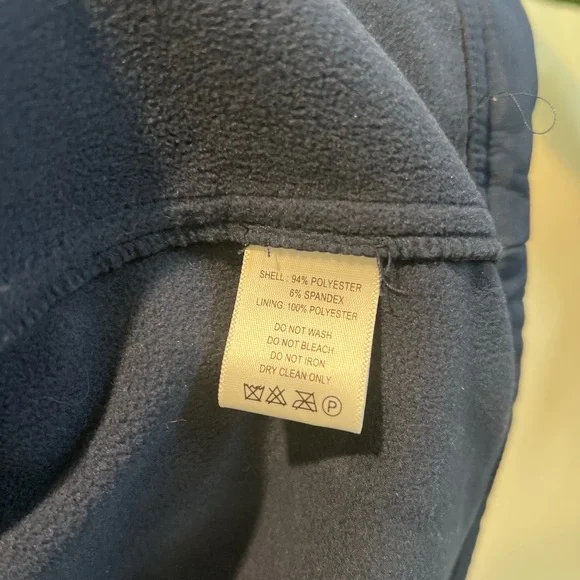 SHELL : 94% POLYESTER
6% SPANDEX
LINING: 100% POLYESTER
DO NOT WASH
DO NOT BLEACH
DO NOT IRON
DRY CLEAN ONLY
P